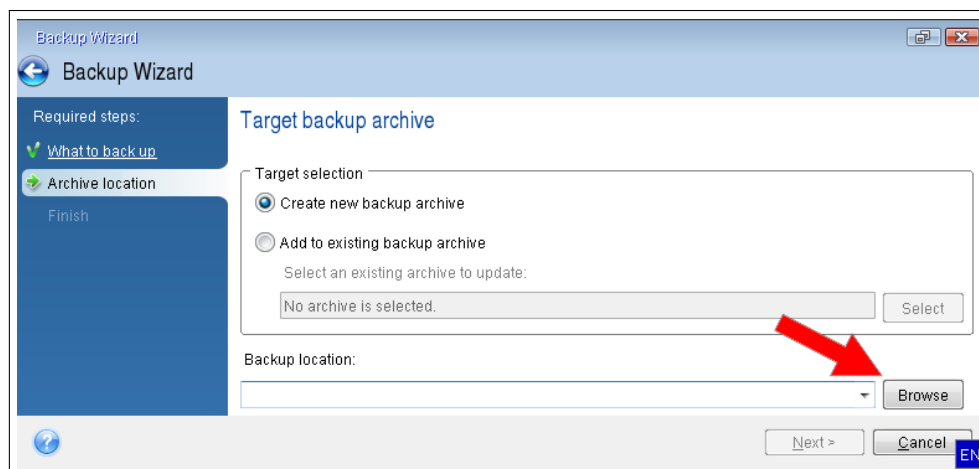 Backup Wizard
Backup Wizard
Required steps:
What to back up
Archive location
Finish
Target backup archive
Target selection
Create new backup archive
Add to existing backup archive
Select an existing archive to update:
No archive is selected.
Select
Backup location:
Browse
Next >
Cancel
EN